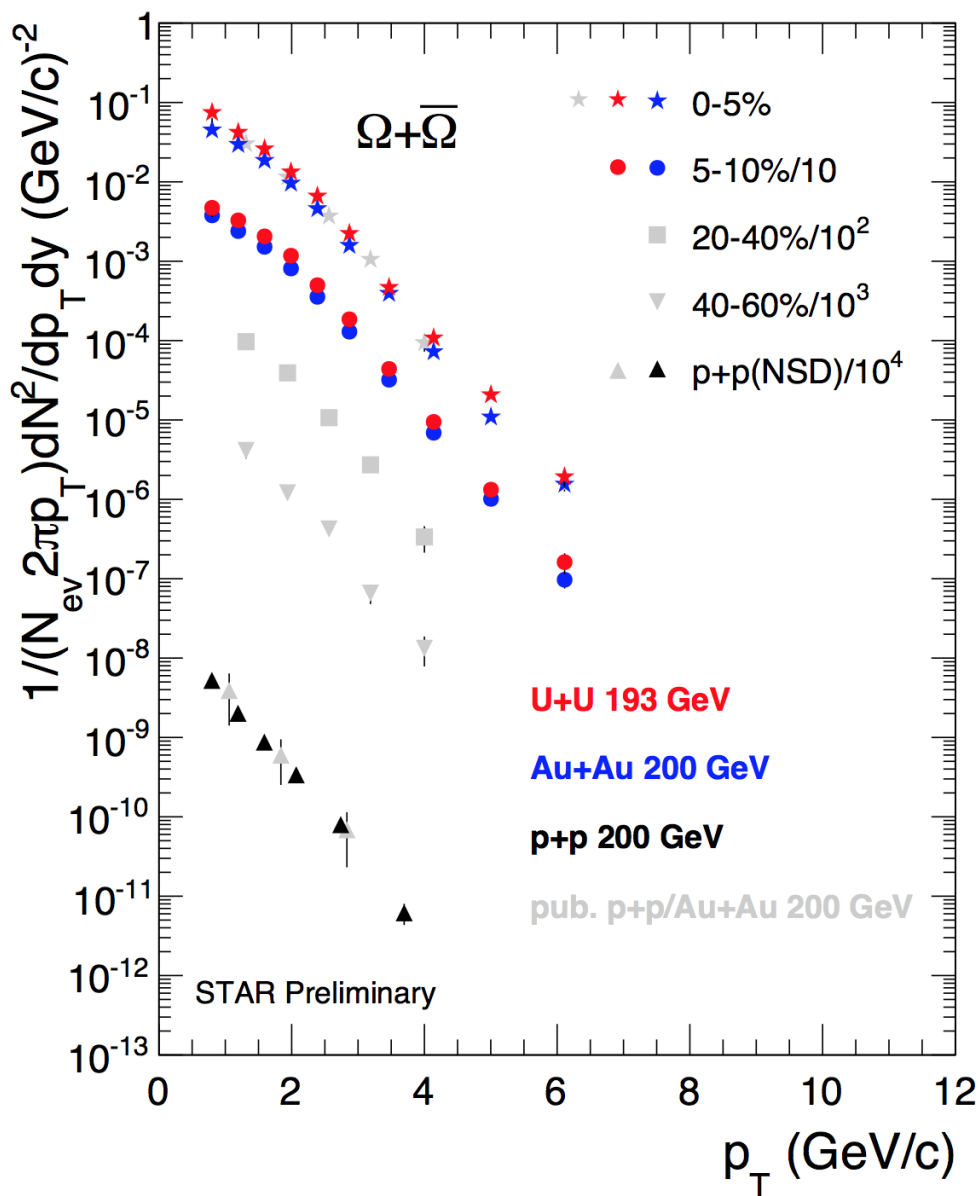 1/(N_ev 2πp_T)dN²/dp_T dy (GeV/c)⁻²
1
10⁻¹
10⁻²
10⁻³
10⁻⁴
10⁻⁵
10⁻⁶
10⁻⁷
10⁻⁸
10⁻⁹
10⁻¹⁰
10⁻¹¹
10⁻¹²
10⁻¹³
Ω+Ω̅
0-5%
5-10%/10
20-40%/10²
40-60%/10³
p+p(NSD)/10⁴
U+U 193 GeV
Au+Au 200 GeV
p+p 200 GeV
pub. p+p/Au+Au 200 GeV
STAR Preliminary
0 2 4 6 8 10 12
p_T (GeV/c)